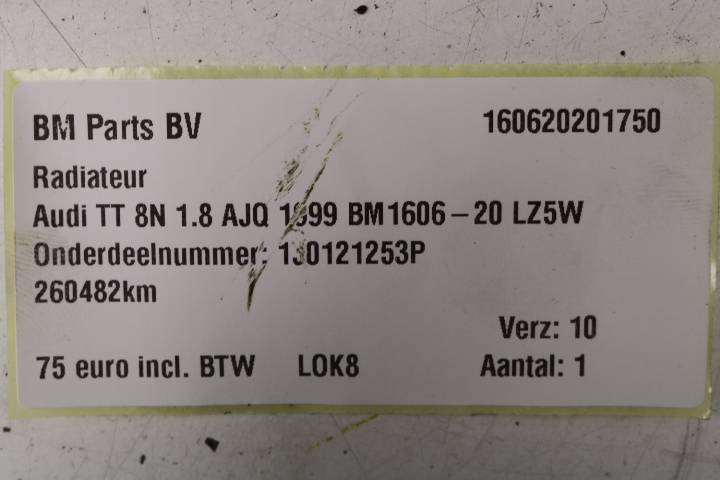 BM Parts BV 160620201750
Radiateur
Audi TT 8N 1.8 AJQ 1999 BM1606-20 LZ5W
Onderdeelnummer: 1J0121253P
260482km
Verz: 10
75 euro incl. BTW LOK8 Aantal: 1